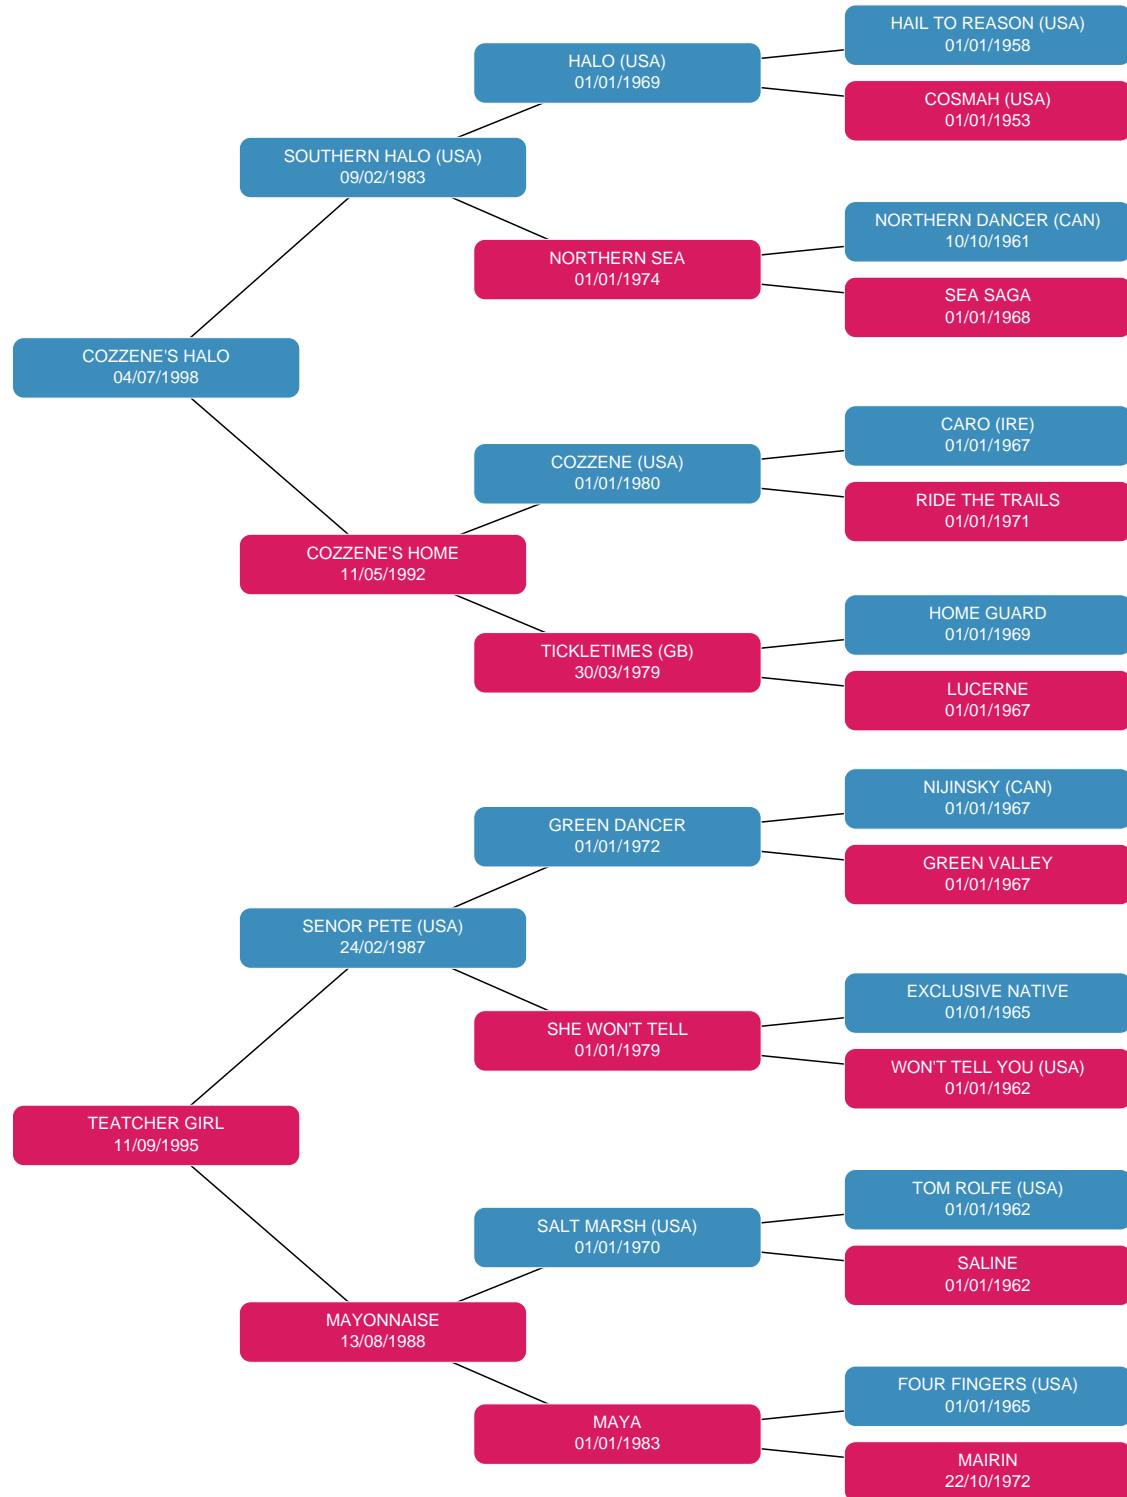 HAIL TO REASON (USA)
01/01/1958
HALO (USA)
01/01/1969
COSMAH (USA)
01/01/1953
SOUTHERN HALO (USA)
09/02/1983
NORTHERN DANCER (CAN)
10/10/1961
NORTHERN SEA
01/01/1974
SEA SAGA
01/01/1968
COZZENE'S HALO
04/07/1998
CARO (IRE)
01/01/1967
COZZENE (USA)
01/01/1980
RIDE THE TRAILS
01/01/1971
COZZENE'S HOME
11/05/1992
HOME GUARD
01/01/1969
TICKLETIMES (GB)
30/03/1979
LUCERNE
01/01/1967
NIJINSKY (CAN)
01/01/1967
GREEN DANCER
01/01/1972
GREEN VALLEY
01/01/1967
SENOR PETE (USA)
24/02/1987
EXCLUSIVE NATIVE
01/01/1965
SHE WON'T TELL
01/01/1979
WON'T TELL YOU (USA)
01/01/1962
TEATCHER GIRL
11/09/1995
TOM ROLFE (USA)
01/01/1962
SALT MARSH (USA)
01/01/1970
SALINE
01/01/1962
MAYONNAISE
13/08/1988
FOUR FINGERS (USA)
01/01/1965
MAYA
01/01/1983
MAIRIN
22/10/1972